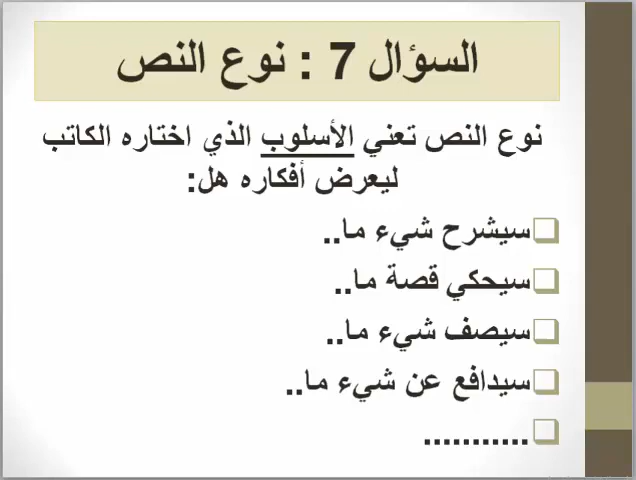 السؤال 7 : نوع النص
نوع النص تعني الأسلوب الذي اختاره الكاتب
ليعرض أفكاره هل:
سيشرح شيء ما..
سيحكي قصة ما..
سيصف شيء ما..
سيدافع عن شيء ما..
...........